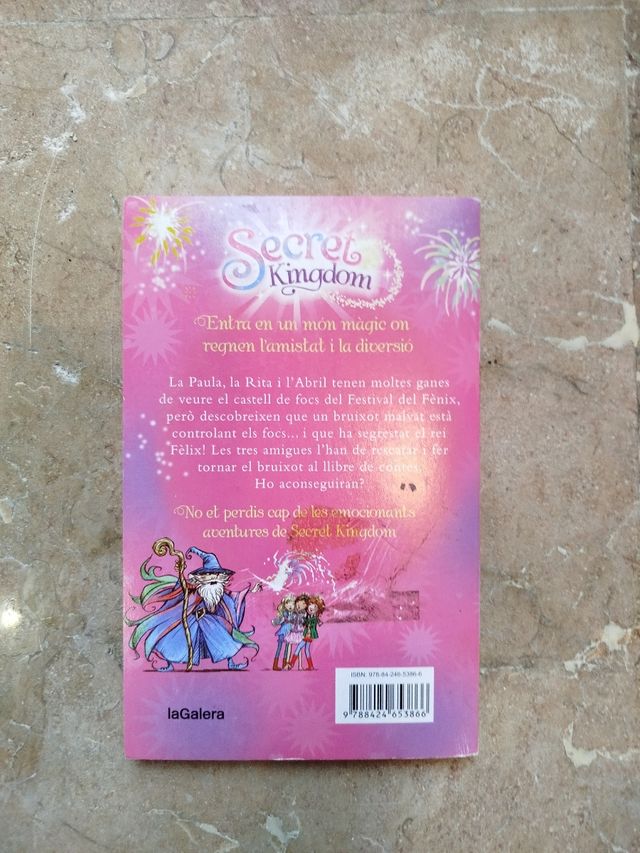 Secret
Kingdom
Entra en un món màgic on
regnen l'amistat i la diversió
La Paula, la Rita i l'Abril tenen moltes ganes
de veure el castell de focs del Festival del Fènix,
però descobreixen que un bruixot malvat està
controlant els focs... i que ha segrestat el rei
Fèlix! Les tres amigues l'han de rescatar i fer
tornar el bruixot al llibre de contes.
Ho aconseguiran?
No et perdis cap de les emocionants
aventures de Secret Kingdom
ISBN: 978-84-246-5386-6
9 788424 653866
laGalera